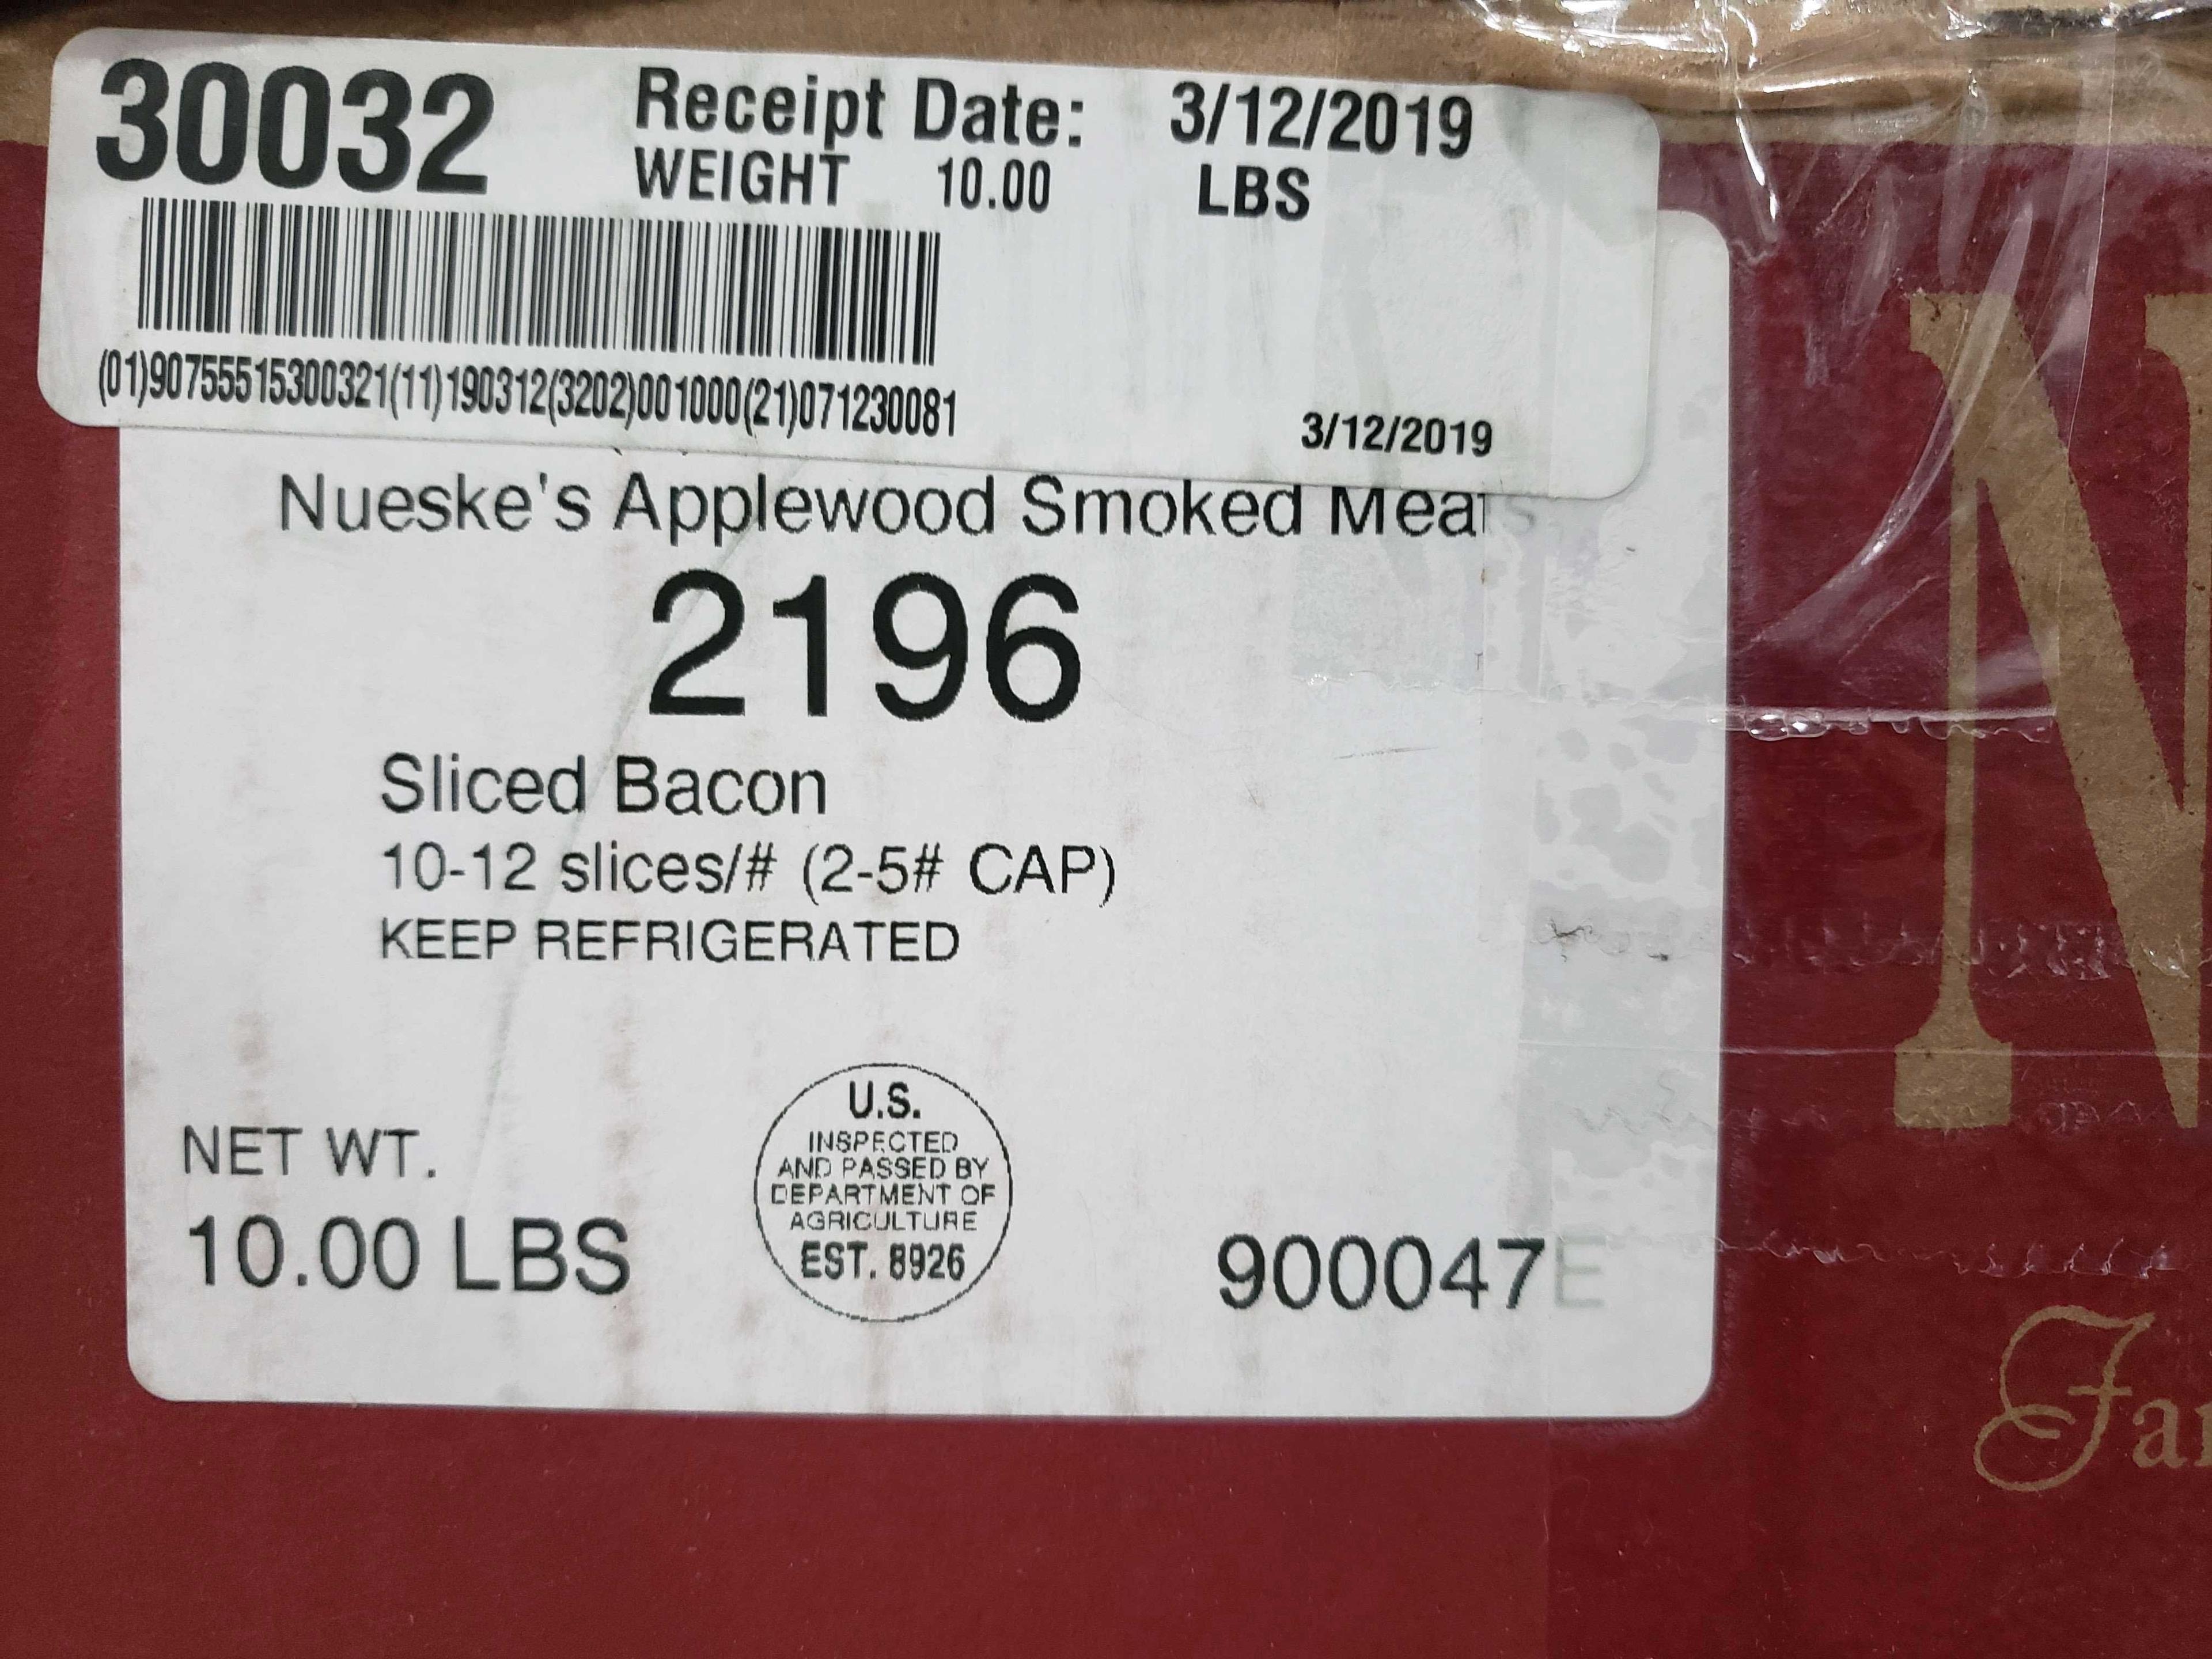 30032
Receipt Date: 3/12/2019
WEIGHT 10.00 LBS
(01)90755515300321(11)190312(3202)001000(21)071230081
3/12/2019
Nueske's Applewood Smoked Meats
2196
Sliced Bacon
10-12 slices/# (2-5# CAP)
KEEP REFRIGERATED
NET WT.
10.00 LBS
U.S.
INSPECTED
AND PASSED BY
DEPARTMENT OF
AGRICULTURE
EST. 8926
900047E
N